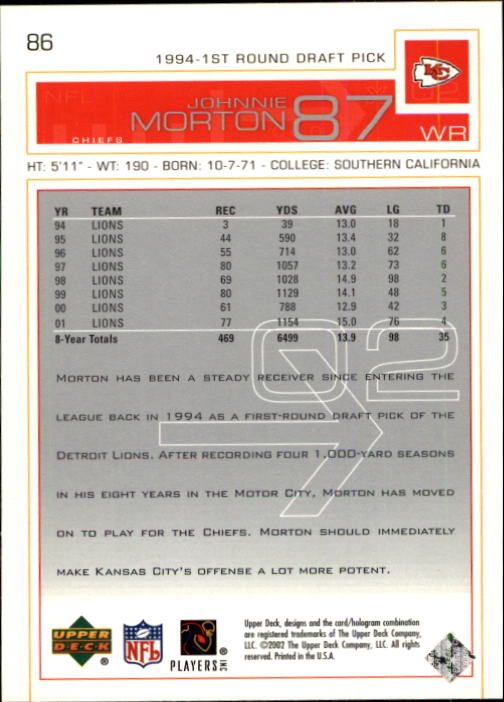 86
1994-1ST ROUND DRAFT PICK
KC
NFL
02
JOHNNIE
MORTON 87
CHIEFS
WR
HT: 5'11" - WT: 190 - BORN: 10-7-71 - COLLEGE: SOUTHERN CALIFORNIA
YR TEAM REC YDS AVG LG TD
94 LIONS 3 39 13.0 18 1
95 LIONS 44 590 13.4 32 8
96 LIONS 55 714 13.0 62 6
97 LIONS 80 1057 13.2 73 6
98 LIONS 69 1028 14.9 98 2
99 LIONS 80 1129 14.1 48 5
00 LIONS 61 788 12.9 42 3
01 LIONS 77 1154 15.0 76 4
8-Year Totals 469 6499 13.9 98 35
02
MORTON HAS BEEN A STEADY RECEIVER SINCE ENTERING THE
LEAGUE BACK IN 1994 AS A FIRST-ROUND DRAFT PICK OF THE
DETROIT LIONS. AFTER RECORDING FOUR 1,000-YARD SEASONS
IN HIS EIGHT YEARS IN THE MOTOR CITY, MORTON HAS MOVED
ON TO PLAY FOR THE CHIEFS. MORTON SHOULD IMMEDIATELY
MAKE KANSAS CITY'S OFFENSE A LOT MORE POTENT.
UPPER
DECK
®
NFL
PLAYERS INC
®
Upper Deck, designs and the card/hologram combination
are registered trademarks of The Upper Deck Company,
LLC. ©2002 The Upper Deck Company, LLC. All rights
reserved. Printed in the U.S.A.